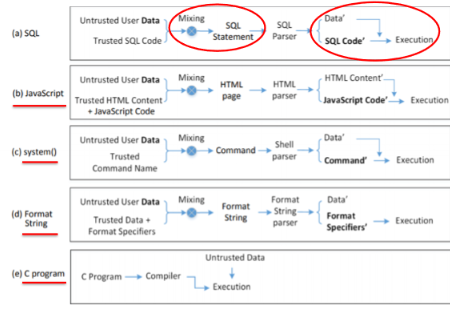 (a) SQL
Untrusted User Data
Trusted SQL Code
Mixing
SQL
Statement
SQL
Parser
Data'
SQL Code'
Execution
(b) JavaScript
Untrusted User Data
Trusted HTML Content
+ JavaScript Code
Mixing
HTML
page
HTML
parser
HTML Content'
JavaScript Code'
Execution
(c) system()
Untrusted User Data
Trusted
Command Name
Mixing
Command
Shell
parser
Data'
Command'
Execution
(d) Format
String
Untrusted User Data
Trusted Data +
Format Specifiers
Mixing
Format
String
Format
String
parser
Data'
Format
Specifiers'
Execution
(e) C program
Untrusted Data
C Program
Compiler
Execution